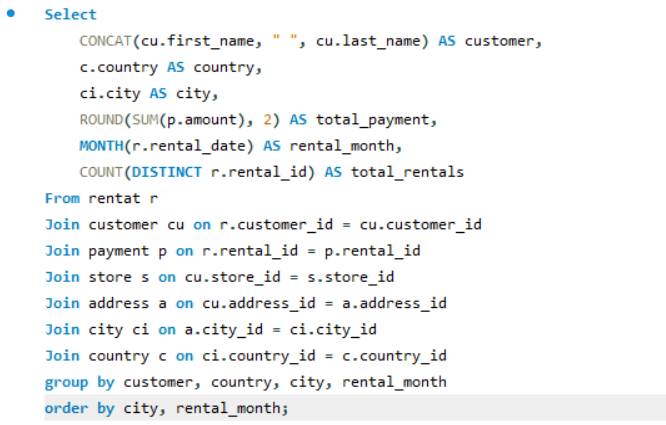 Select
CONCAT(cu.first_name, " ", cu.last_name) AS customer,
c.country AS country,
ci.city AS city,
ROUND(SUM(p.amount), 2) AS total_payment,
MONTH(r.rental_date) AS rental_month,
COUNT(DISTINCT r.rental_id) AS total_rentals
From rentat r
Join customer cu on r.customer_id = cu.customer_id
Join payment p on r.rental_id = p.rental_id
Join store s on cu.store_id = s.store_id
Join address a on cu.address_id = a.address_id
Join city ci on a.city_id = ci.city_id
Join country c on ci.country_id = c.country_id
group by customer, country, city, rental_month
order by city, rental_month;